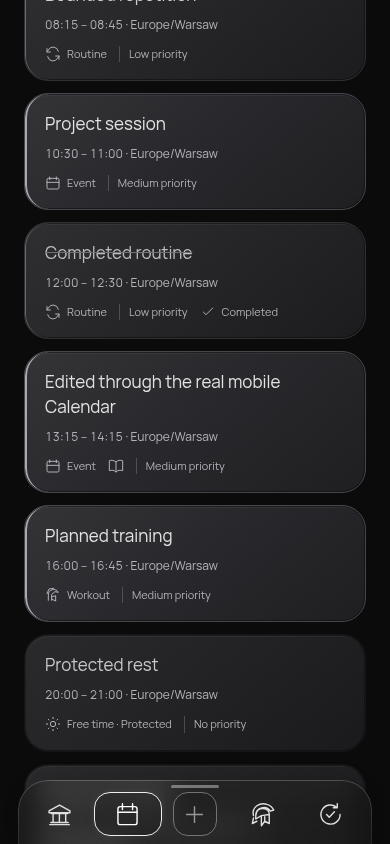 Bounded repetition
08:15 – 08:45 · Europe/Warsaw
Routine
Low priority
Project session
10:30 – 11:00 · Europe/Warsaw
Event
Medium priority
Completed routine
12:00 – 12:30 · Europe/Warsaw
Routine
Low priority
Completed
Edited through the real mobile
Calendar
13:15 – 14:15 · Europe/Warsaw
Event
Medium priority
Planned training
16:00 – 16:45 · Europe/Warsaw
Workout
Medium priority
Protected rest
20:00 – 21:00 · Europe/Warsaw
Free time · Protected
No priority